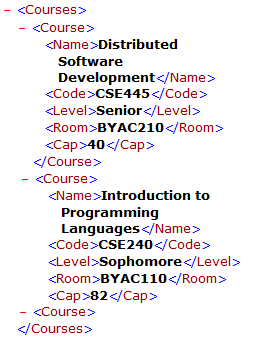 − <Courses>
− <Course>
<Name>Distributed
Software
Development</Name>
<Code>CSE445</Code>
<Level>Senior</Level>
<Room>BYAC210</Room>
<Cap>40</Cap>
</Course>
− <Course>
<Name>Introduction to
Programming
Languages</Name>
<Code>CSE240</Code>
<Level>Sophomore</Level>
<Room>BYAC110</Room>
<Cap>82</Cap>
− <Course>
</Courses>